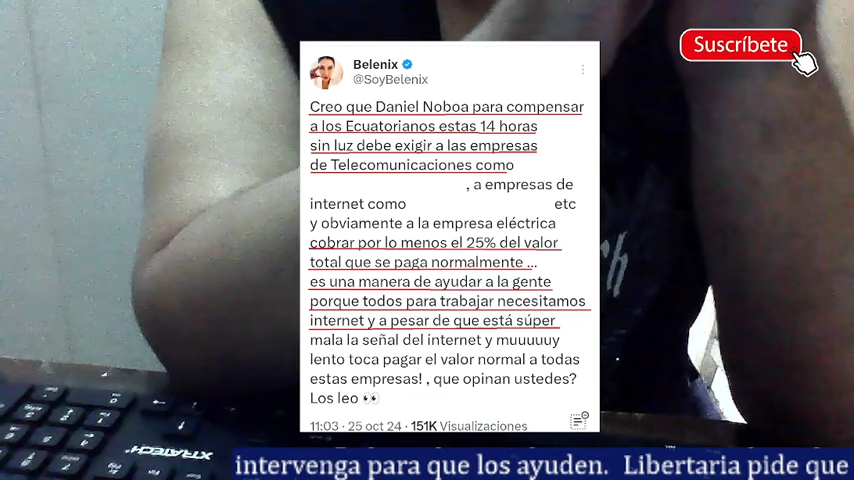 Suscríbete
Belenix
@SoyBelenix
Creo que Daniel Noboa para compensar
a los Ecuatorianos estas 14 horas
sin luz debe exigir a las empresas
de Telecomunicaciones como
, a empresas de
internet como etc
y obviamente a la empresa eléctrica
cobrar por lo menos el 25% del valor
total que se paga normalmente ...
es una manera de ayudar a la gente
porque todos para trabajar necesitamos
internet y a pesar de que está súper
mala la señal del internet y muuuuuy
lento toca pagar el valor normal a todas
estas empresas! , que opinan ustedes?
Los leo 👀
11:03 · 25 oct 24 · 151K Visualizaciones
XTRATECH
intervenga para que los ayuden. Libertaria pide que